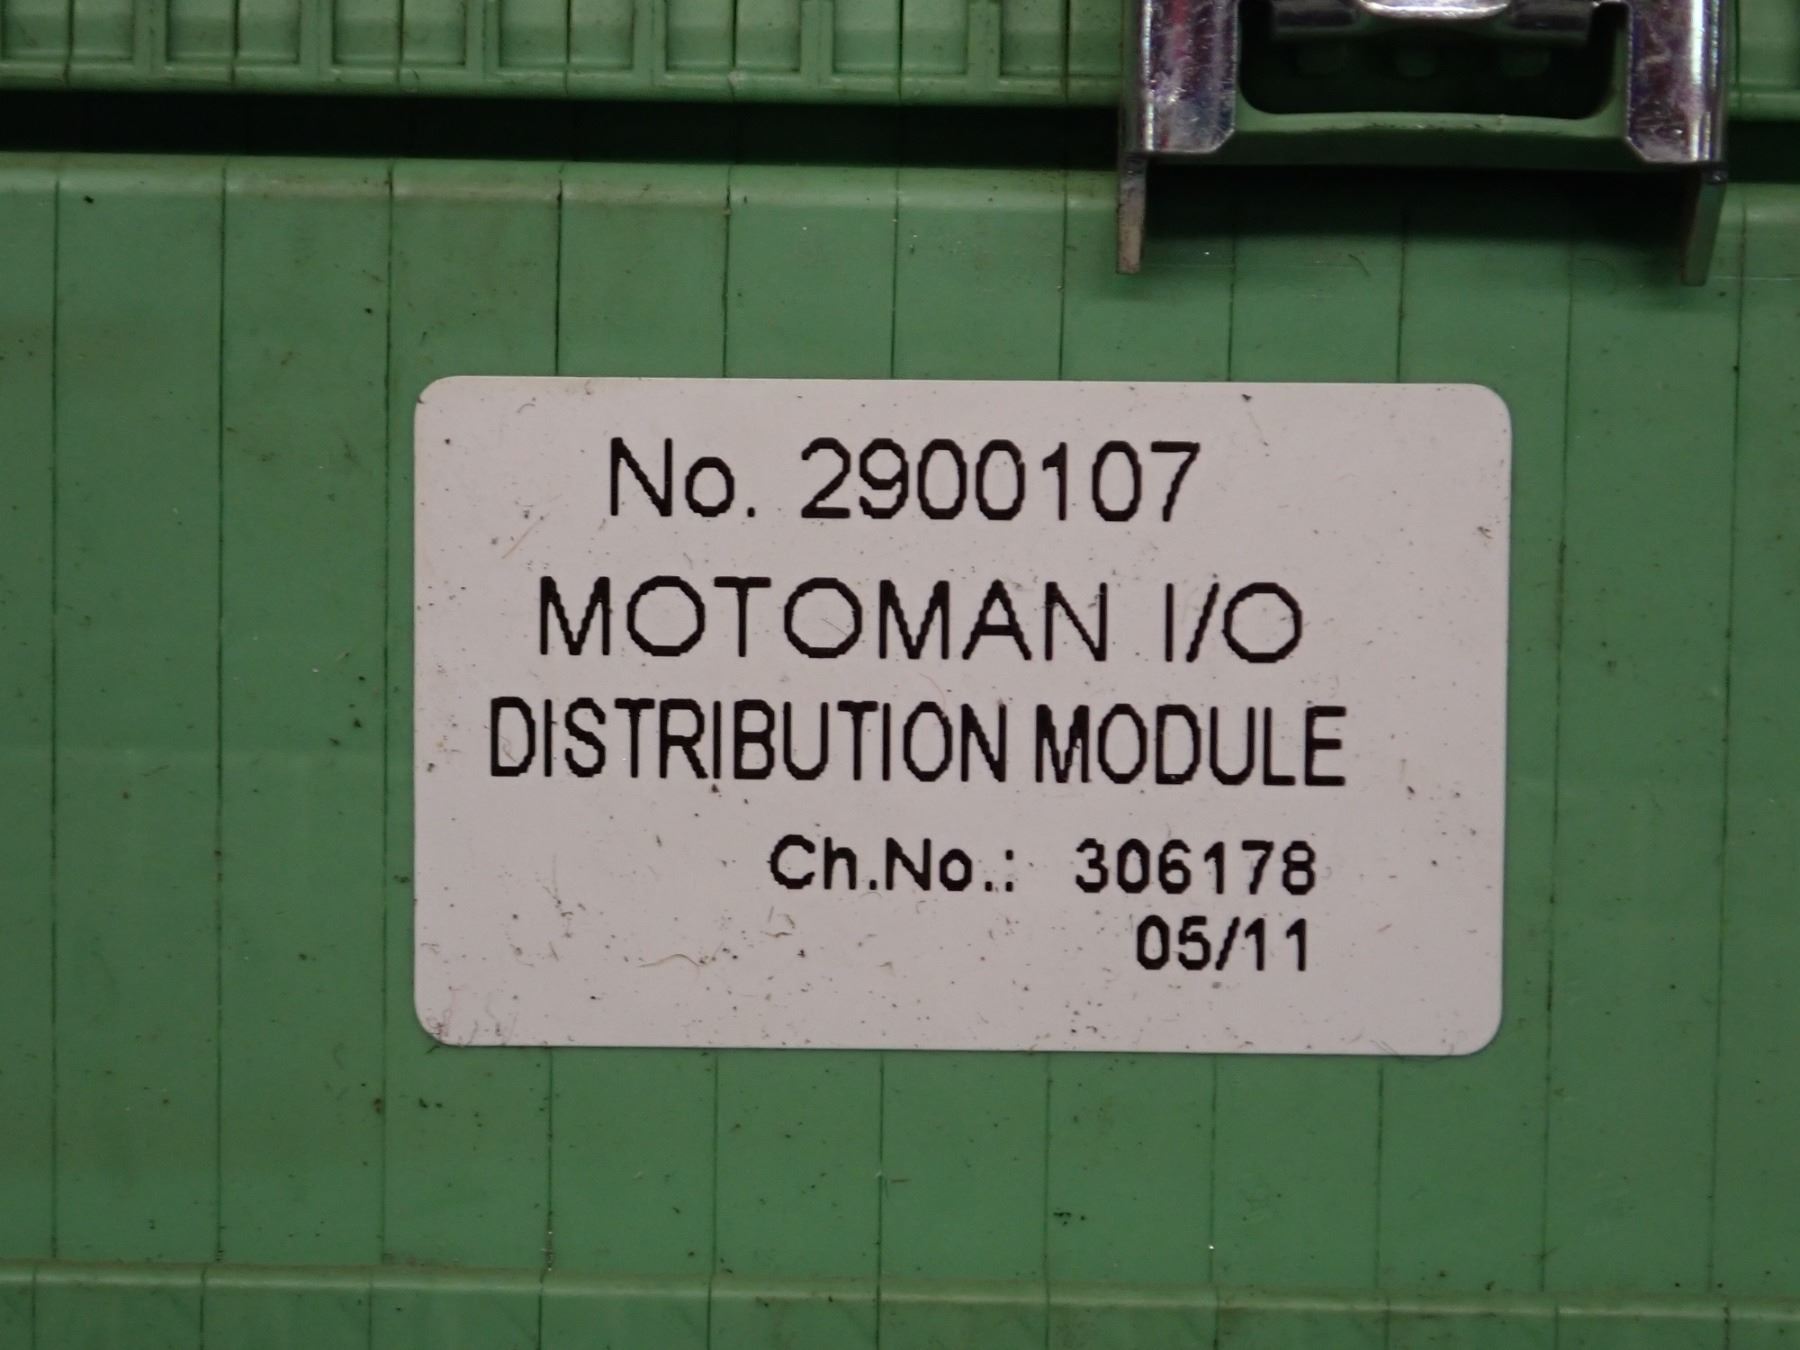 No. 2900107
MOTOMAN I/O
DISTRIBUTION MODULE
Ch.No.: 306178
05/11